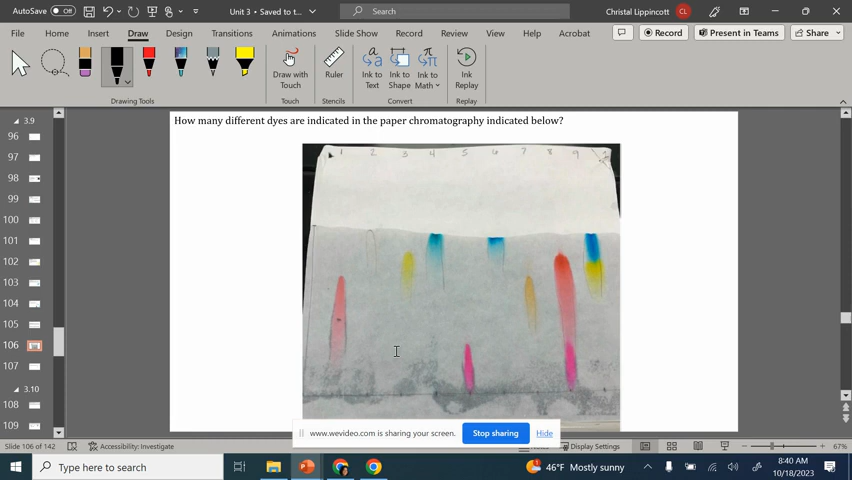 AutoSave Off Unit 3 • Saved to t... Search Christal Lippincott CL
File Home Insert Draw Design Transitions Animations Slide Show Record Review View Help Acrobat Record Present in Teams Share
Draw with Touch
Ruler
Ink to Text
Ink to Shape
Ink to Math
Ink Replay
Drawing Tools Touch Stencils Convert Replay
3.9
96
97
98
99
100
101
102
103
104
105
106
107
3.10
108
109
How many different dyes are indicated in the paper chromatography indicated below?
1 2 3 4 5 6 7 8 9
www.wevideo.com is sharing your screen. Stop sharing Hide
Slide 106 of 142 Accessibility: Investigate Display Settings 67%
Type here to search 46°F Mostly sunny 8:40 AM
10/18/2023